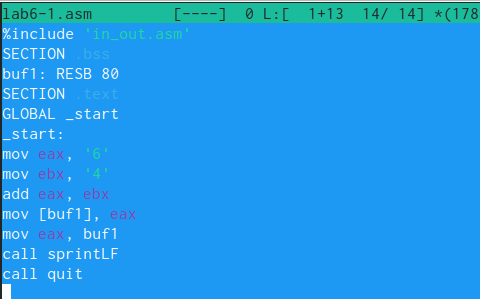 lab6-1.asm [----] 0 L:[ 1+13 14/ 14] *(178
%include 'in_out.asm'
SECTION .bss
buf1: RESB 80
SECTION .text
GLOBAL _start
_start:
mov eax, '6'
mov ebx, '4'
add eax, ebx
mov [buf1], eax
mov eax, buf1
call sprintLF
call quit